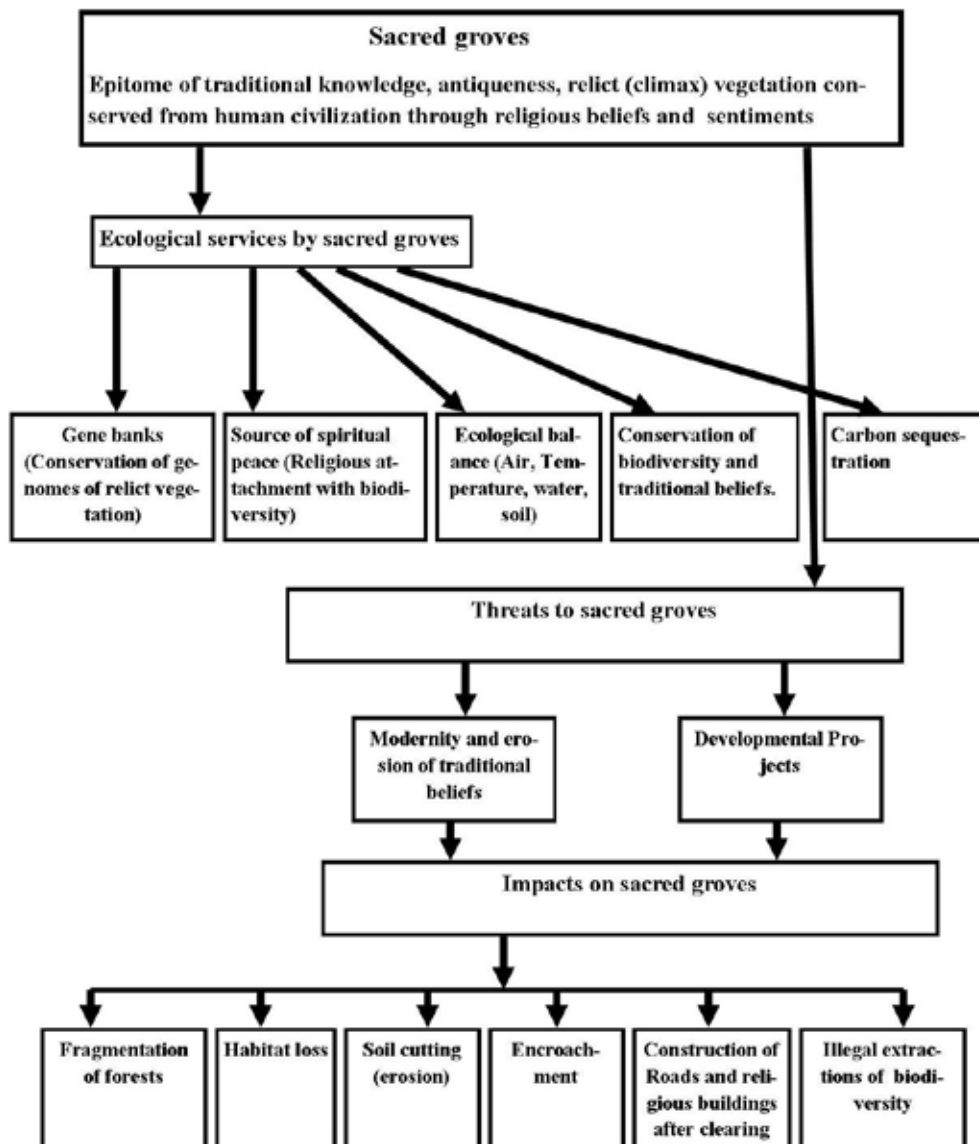 Sacred groves
Epitome of traditional knowledge, antiqueness, relict (climax) vegetation con-
served from human civilization through religious beliefs and sentiments
Ecological services by sacred groves
Gene banks
(Conservation of ge-
nomes of relict vege-
tation)
Source of spiritual
peace (Religious at-
tachment with biodi-
versity)
Ecological bal-
ance (Air, Tem-
perature, water,
soil)
Conservation of
biodiversity and
traditional beliefs.
Carbon seques-
tration
Threats to sacred groves
Modernity and ero-
sion of traditional
beliefs
Developmental Pro-
jects
Impacts on sacred groves
Fragmentation
of forests
Habitat loss
Soil cutting
(erosion)
Encroach-
ment
Construction of
Roads and reli-
gious buildings
after clearing
Illegal extrac-
tions of biodi-
versity